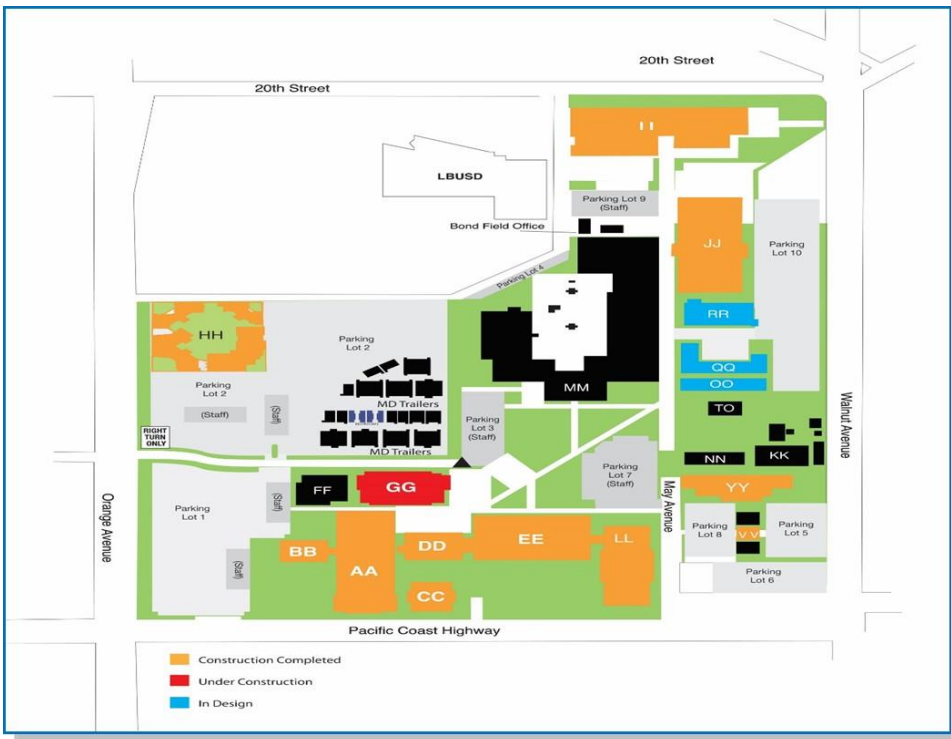 20th Street
20th Street
II
LBUSD
Parking Lot 9
(Staff)
Bond Field Office
JJ
Parking
Lot 10
Parking Lot 4
RR
HH
Parking
Lot 2
QQ
OO
MM
Parking
Lot 2
(Staff)
(Staff)
MD Trailers
TO
Walnut Avenue
RIGHT
TURN
ONLY
Parking
Lot 3
(Staff)
MD Trailers
NN
KK
Parking
Lot 7
(Staff)
May Avenue
FF
GG
YY
Orange Avenue
Parking
Lot 1
(Staff)
Parking
Lot 8
VV
Parking
Lot 5
BB
AA
DD
EE
LL
(Staff)
CC
Parking
Lot 6
Pacific Coast Highway
Construction Completed
Under Construction
In Design